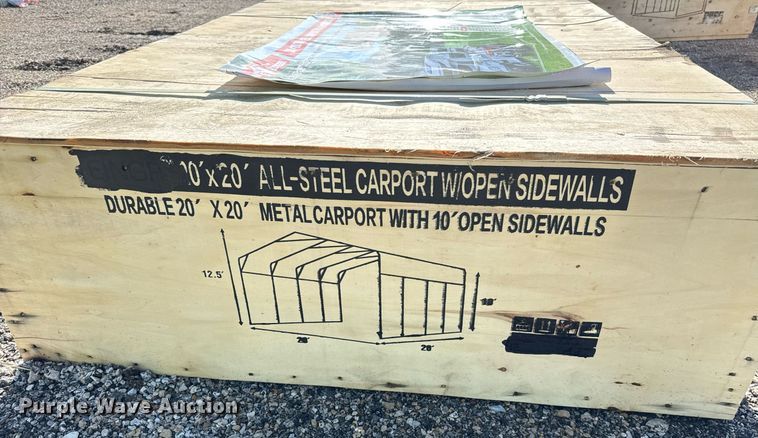 10' X 20' ALL-STEEL CARPORT W/OPEN SIDEWALLS
DURABLE 20' X 20' METAL CARPORT WITH 10' OPEN SIDEWALLS
12.5'
10'
20'
20'
Purple Wave Auction